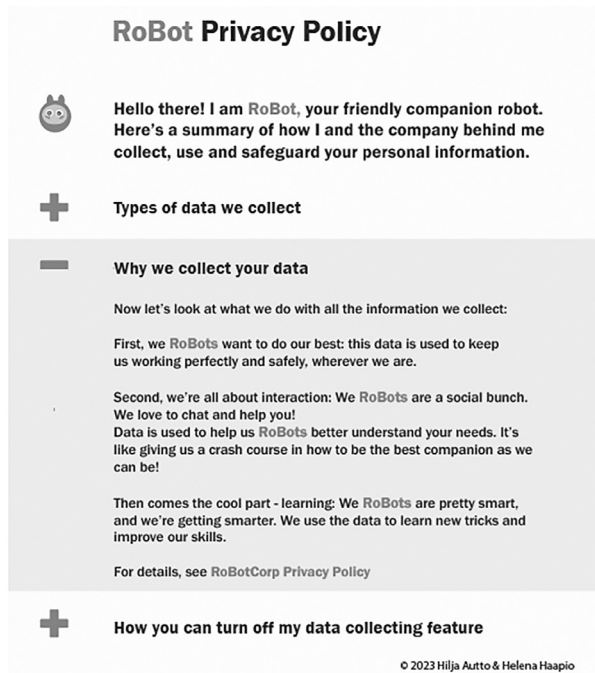 RoBot Privacy Policy
Hello there! I am RoBot, your friendly companion robot.
Here's a summary of how I and the company behind me
collect, use and safeguard your personal information.
Types of data we collect
Why we collect your data
Now let's look at what we do with all the information we collect:
First, we RoBots want to do our best: this data is used to keep
us working perfectly and safely, wherever we are.
Second, we're all about interaction: We RoBots are a social bunch.
We love to chat and help you!
Data is used to help us RoBots better understand your needs. It's
like giving us a crash course in how to be the best companion as we
can be!
Then comes the cool part - learning: We RoBots are pretty smart,
and we're getting smarter. We use the data to learn new tricks and
improve our skills.
For details, see RoBotCorp Privacy Policy
How you can turn off my data collecting feature
© 2023 Hilja Autto & Helena Haapio